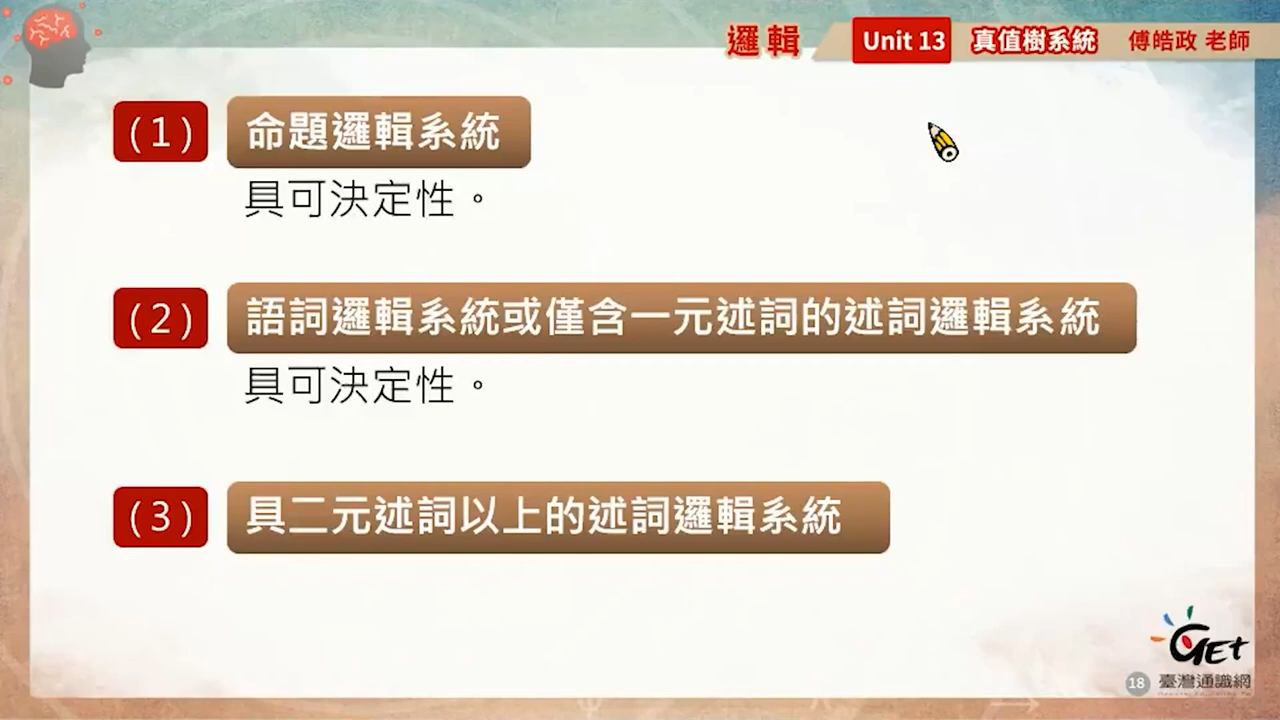 邏輯 Unit 13 真值樹系統 傅皓政 老師
(1) 命題邏輯系統
具可決定性。
(2) 語詞邏輯系統或僅含一元述詞的述詞邏輯系統
具可決定性。
(3) 具二元述詞以上的述詞邏輯系統
GET
18 臺灣通識網